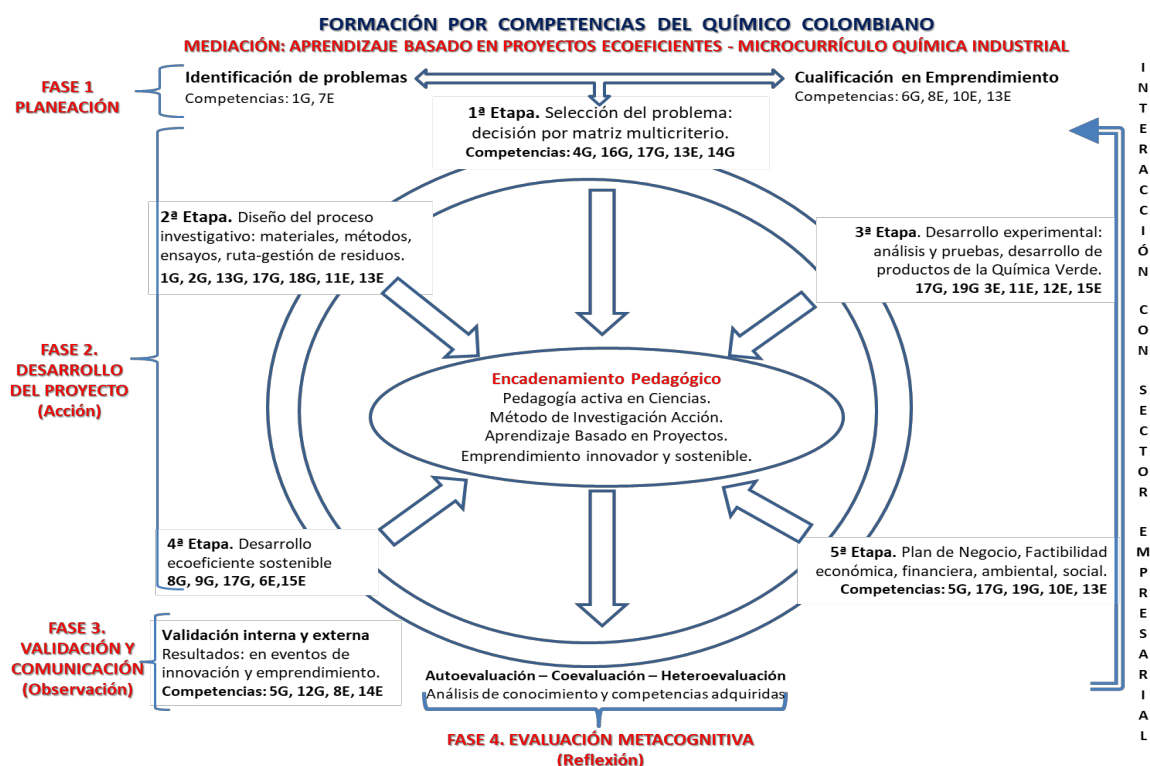 FORMACIÓN POR COMPETENCIAS DEL QUÍMICO COLOMBIANO
MEDIACIÓN: APRENDIZAJE BASADO EN PROYECTOS ECOEFICIENTES - MICROCURRÍCULO QUÍMICA INDUSTRIAL
FASE 1
PLANEACIÓN
Identificación de problemas
Competencias: 1G, 7E
Cualificación en Emprendimiento
Competencias: 6G, 8E, 10E, 13E
1ª Etapa. Selección del problema:
decisión por matriz multicriterio.
Competencias: 4G, 16G, 17G, 13E, 14G
2ª Etapa. Diseño del proceso
investigativo: materiales, métodos,
ensayos, ruta-gestión de residuos.
1G, 2G, 13G, 17G, 18G, 11E, 13E
3ª Etapa. Desarrollo experimental:
análisis y pruebas, desarrollo de
productos de la Química Verde.
17G, 19G 3E, 11E, 12E, 15E
FASE 2.
DESARROLLO
DEL PROYECTO
(Acción)
Encadenamiento Pedagógico
Pedagogía activa en Ciencias.
Método de Investigación Acción.
Aprendizaje Basado en Proyectos.
Emprendimiento innovador y sostenible.
4ª Etapa. Desarrollo
ecoeficiente sostenible
8G, 9G, 17G, 6E,15E
5ª Etapa. Plan de Negocio, Factibilidad
económica, financiera, ambiental, social.
Competencias: 5G, 17G, 19G, 10E, 13E
FASE 3.
VALIDACIÓN Y
COMUNICACIÓN
(Observación)
Validación interna y externa
Resultados: en eventos de
innovación y emprendimiento.
Competencias: 5G, 12G, 8E, 14E
Autoevaluación – Coevaluación – Heteroevaluación
Análisis de conocimiento y competencias adquiridas
FASE 4. EVALUACIÓN METACOGNITIVA
(Reflexión)
INTERACCIÓN CON SECTOR EMPRESARIAL